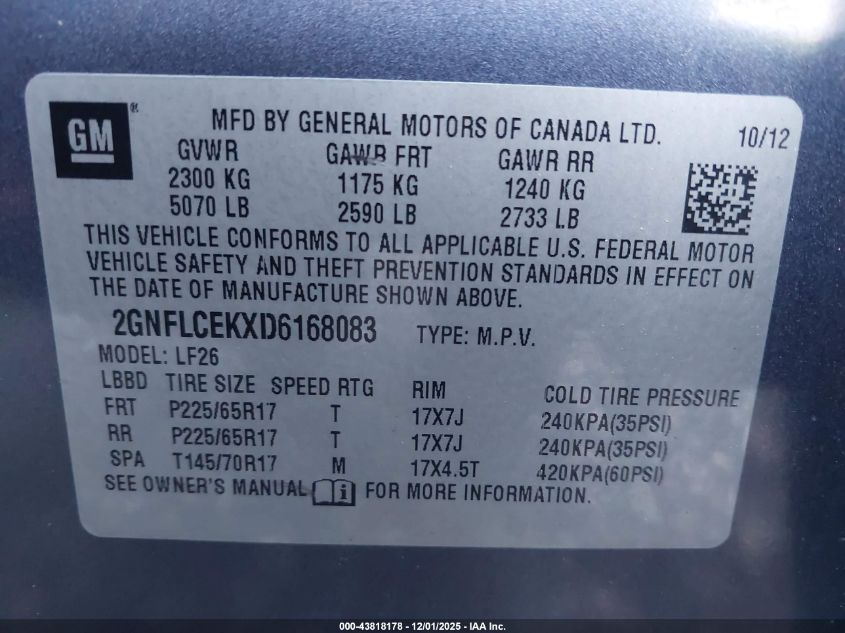 GM ®
MFD BY GENERAL MOTORS OF CANADA LTD. 10/12
GVWR GAWR FRT GAWR RR
2300 KG 1175 KG 1240 KG
5070 LB 2590 LB 2733 LB
THIS VEHICLE CONFORMS TO ALL APPLICABLE U.S. FEDERAL MOTOR
VEHICLE SAFETY AND THEFT PREVENTION STANDARDS IN EFFECT ON
THE DATE OF MANUFACTURE SHOWN ABOVE.
2GNFLCEKXD6168083 TYPE: M.P.V.
MODEL: LF26
LBBD TIRE SIZE SPEED RTG RIM COLD TIRE PRESSURE
FRT P225/65R17 T 17X7J 240KPA(35PSI)
RR P225/65R17 T 17X7J 240KPA(35PSI)
SPA T145/70R17 M 17X4.5T 420KPA(60PSI)
SEE OWNER'S MANUAL FOR MORE INFORMATION.
000-43818178 - 12/01/2025 - IAA Inc.